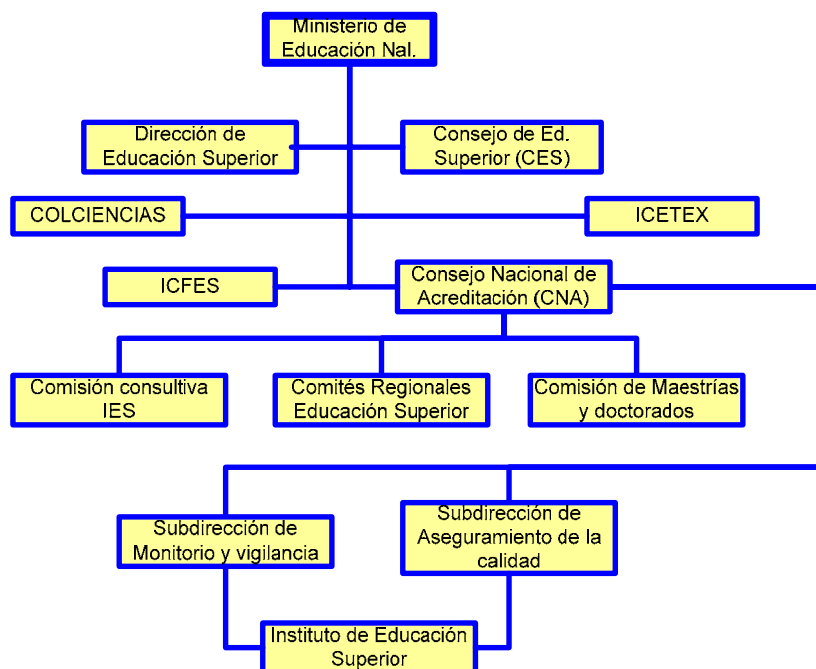 Ministerio de
Educación Nal.
Dirección de
Educación Superior
Consejo de Ed.
Superior (CES)
COLCIENCIAS
ICETEX
ICFES
Consejo Nacional de
Acreditación (CNA)
Comisión consultiva
IES
Comités Regionales
Educación Superior
Comisión de Maestrías
y doctorados
Subdirección de
Monitorio y vigilancia
Subdirección de
Aseguramiento de la
calidad
Instituto de Educación
Superior